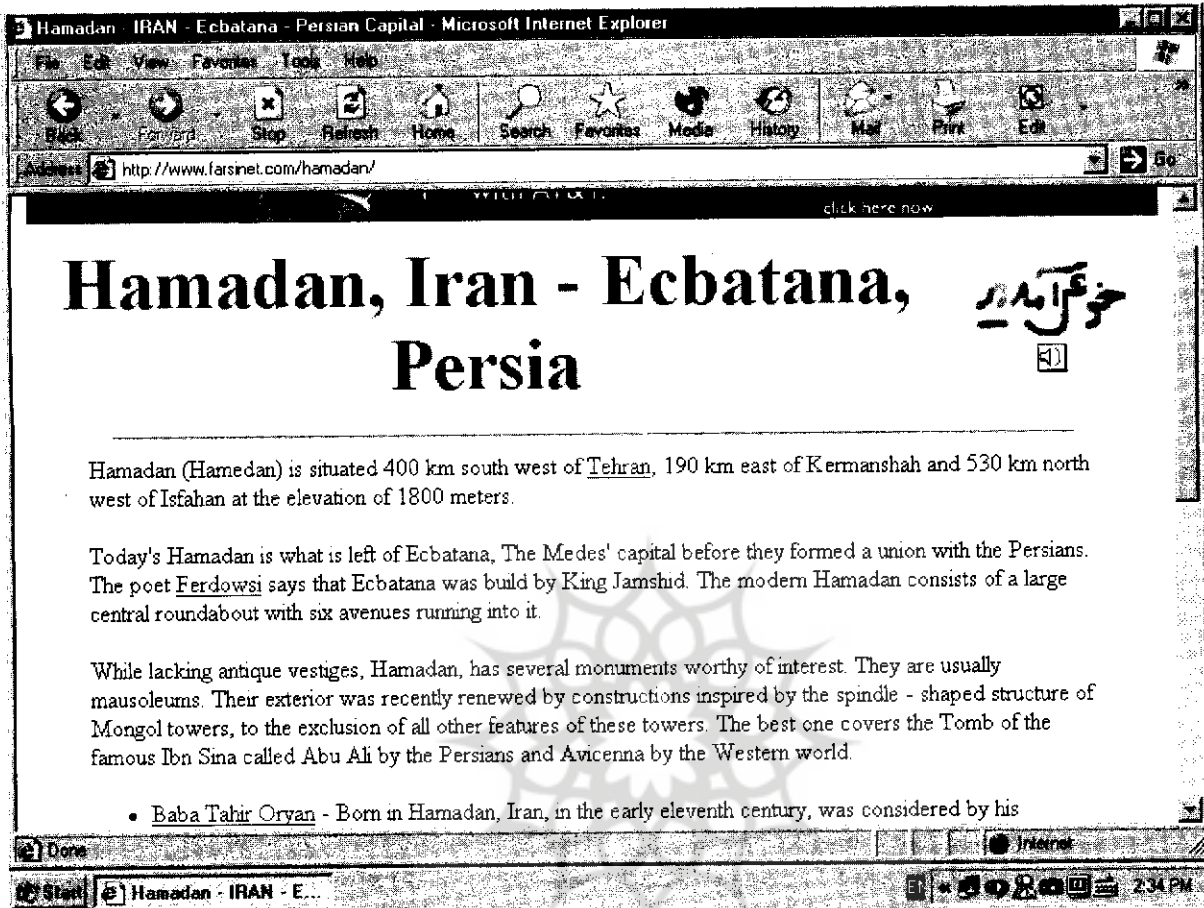 Hamadan - IRAN - Ecbatana - Persian Capital - Microsoft Internet Explorer
File Edit View Favorites Tools Help
Back Forward Stop Refresh Home Search Favorites Media History Mail Print Edit
Address http://www.farsinet.com/hamadan/ Go
click here now
Hamadan, Iran - Ecbatana,
Persia
خوش آمدید
Hamadan (Hamedan) is situated 400 km south west of Tehran, 190 km east of Kermanshah and 530 km north
west of Isfahan at the elevation of 1800 meters.
Today's Hamadan is what is left of Ecbatana, The Medes' capital before they formed a union with the Persians.
The poet Ferdowsi says that Ecbatana was build by King Jamshid. The modern Hamadan consists of a large
central roundabout with six avenues running into it.
While lacking antique vestiges, Hamadan, has several monuments worthy of interest. They are usually
mausoleums. Their exterior was recently renewed by constructions inspired by the spindle - shaped structure of
Mongol towers, to the exclusion of all other features of these towers. The best one covers the Tomb of the
famous Ibn Sina called Abu Ali by the Persians and Avicenna by the Western world.
• Baba Tahir Oryan - Born in Hamadan, Iran, in the early eleventh century, was considered by his
Done Internet
Start Hamadan - IRAN - E... EN « 2:34 PM